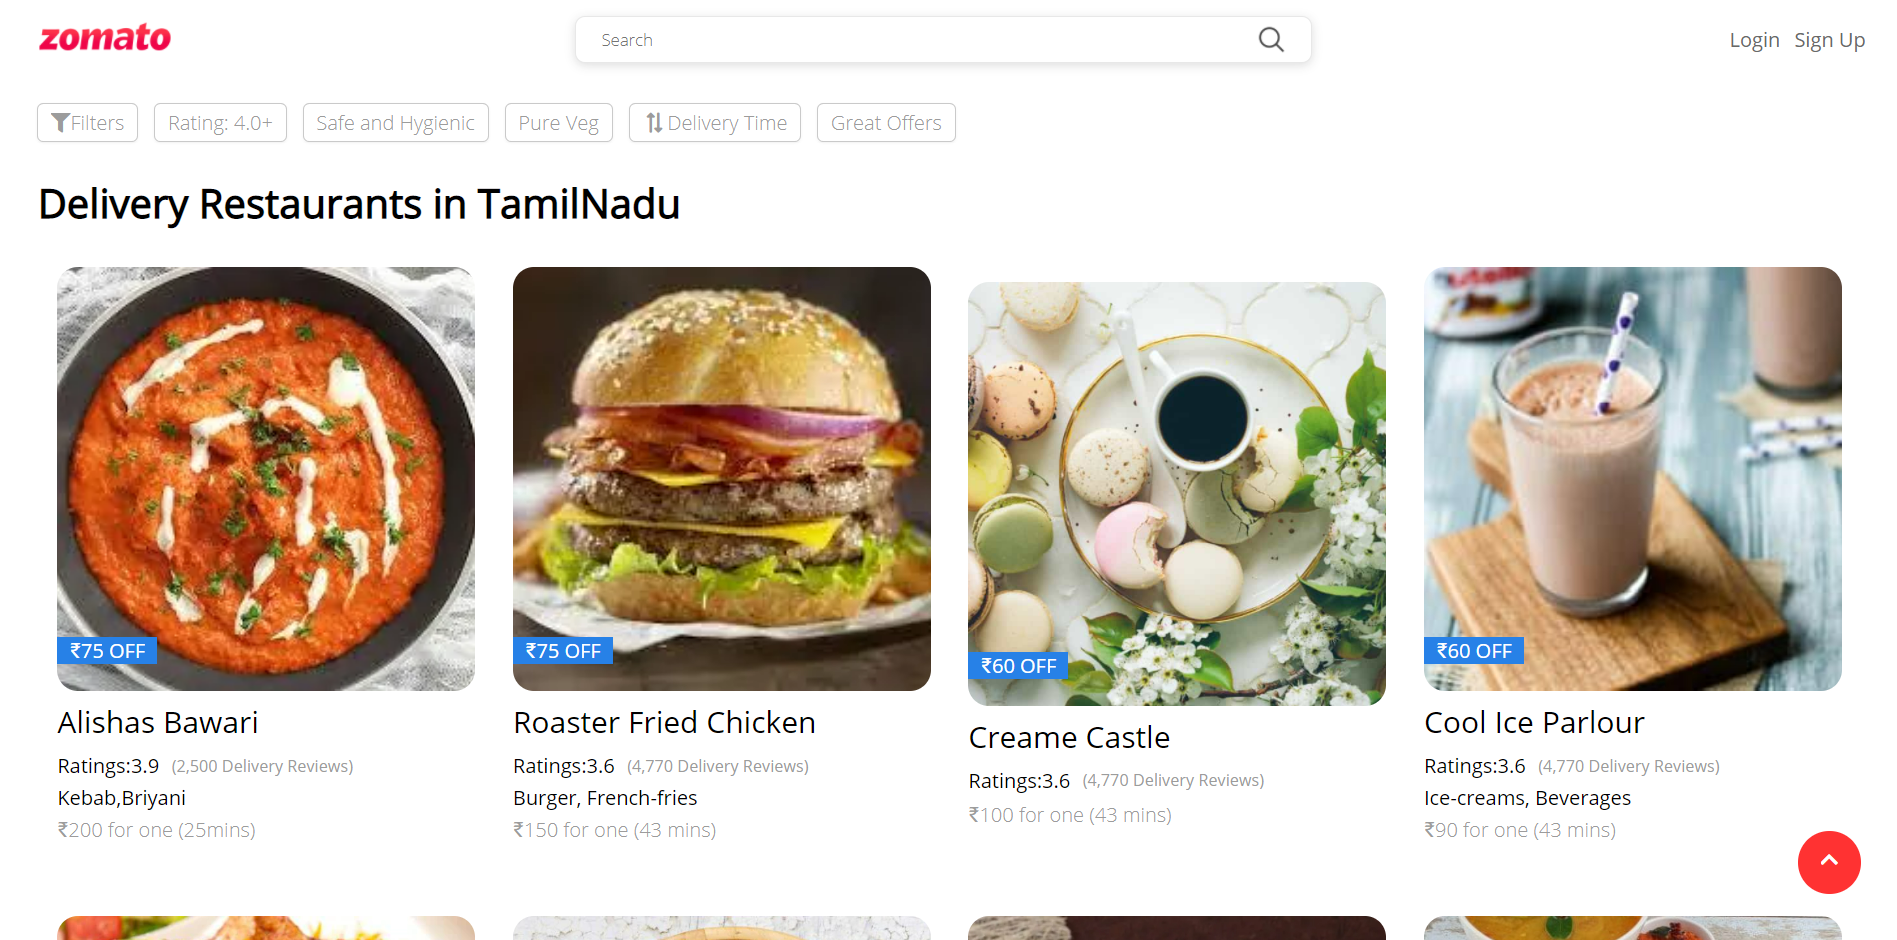 zomato
Search
Login Sign Up
Filters
Rating: 4.0+
Safe and Hygienic
Pure Veg
Delivery Time
Great Offers
Delivery Restaurants in TamilNadu
₹75 OFF
Alishas Bawari
Ratings:3.9 (2,500 Delivery Reviews)
Kebab,Briyani
₹200 for one (25mins)
₹75 OFF
Roaster Fried Chicken
Ratings:3.6 (4,770 Delivery Reviews)
Burger, French-fries
₹150 for one (43 mins)
₹60 OFF
Creame Castle
Ratings:3.6 (4,770 Delivery Reviews)
₹100 for one (43 mins)
₹60 OFF
Cool Ice Parlour
Ratings:3.6 (4,770 Delivery Reviews)
Ice-creams, Beverages
₹90 for one (43 mins)